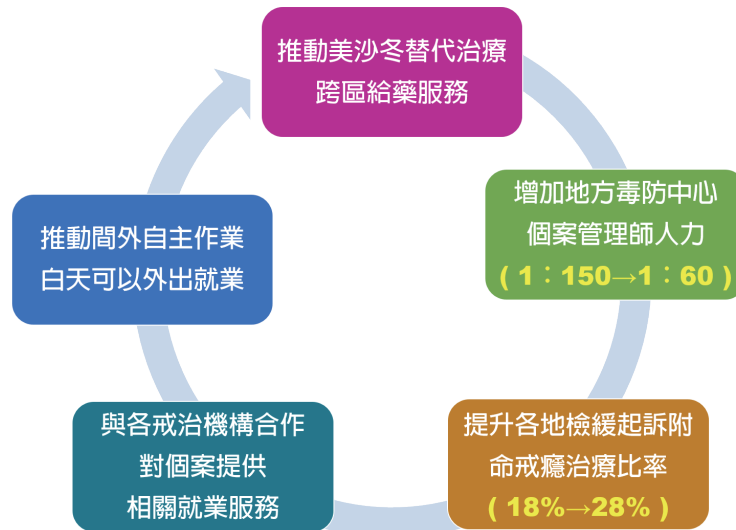 推動美沙冬替代治療
跨區給藥服務
增加地方毒防中心
個案管理師人力
( 1：150→1：60 )
提升各地檢緩起訴附
命戒癮治療比率
( 18%→28% )
與各戒治機構合作
對個案提供
相關就業服務
推動間外自主作業
白天可以外出就業